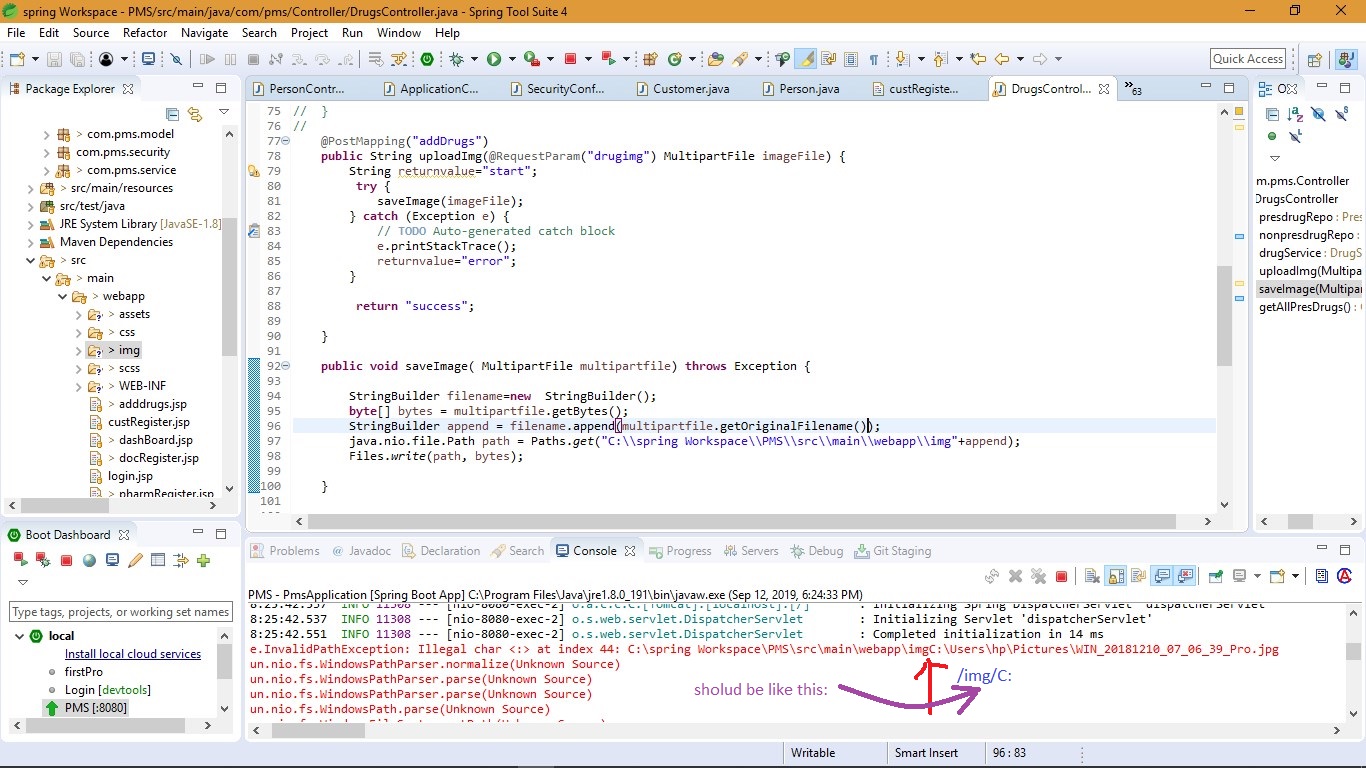 spring Workspace - PMS/src/main/java/com/pms/Controller/DrugsController.java - Spring Tool Suite 4
File Edit Source Refactor Navigate Search Project Run Window Help
Quick Access
Package Explorer
> com.pms.model
com.pms.security
> com.pms.service
> src/main/resources
src/test/java
JRE System Library [JavaSE-1.8]
Maven Dependencies
> src
> main
> webapp
> assets
> css
> img
> scss
> WEB-INF
> adddrugs.jsp
custRegister.jsp
> dashBoard.jsp
> docRegister.jsp
login.jsp
> pharmRegister.jsp
PersonContr...
ApplicationC...
SecurityConf...
Customer.java
Person.java
custRegiste...
DrugsControl...
»63
75 // }
76 //
77 @PostMapping("addDrugs")
78 public String uploadImg(@RequestParam("drugimg") MultipartFile imageFile) {
79 String returnvalue="start";
80 try {
81 saveImage(imageFile);
82 } catch (Exception e) {
83 // TODO Auto-generated catch block
84 e.printStackTrace();
85 returnvalue="error";
86 }
87
88 return "success";
89
90 }
91
92 public void saveImage( MultipartFile multipartfile) throws Exception {
93
94 StringBuilder filename=new  StringBuilder();
95 byte[] bytes = multipartfile.getBytes();
96 StringBuilder append = filename.append(multipartfile.getOriginalFilename());
97 java.nio.file.Path path = Paths.get("C:\\spring Workspace\\PMS\\src\\main\\webapp\\img"+append);
98 Files.write(path, bytes);
99
100 }
101
O
m.pms.Controller
DrugsController
presdrugRepo : Pres
nonpresdrugRepo :
drugService : DrugS
uploadImg(Multipa
saveImage(Multipar
getAllPresDrugs() :
Boot Dashboard
Type tags, projects, or working set names
local
Install local cloud services
firstPro
Login [devtools]
PMS [:8080]
Problems @ Javadoc Declaration Search Console Progress Servers Debug Git Staging
PMS - PmsApplication [Spring Boot App] C:\Program Files\Java\jre1.8.0_191\bin\javaw.exe (Sep 12, 2019, 6:24:33 PM)
8:25:42.537 INFO 11308 --- [nio-8080-exec-2] o.a.c.c.C.[Tomcat].[localhost].[/] : Initializing Spring DispatcherServlet 'dispatcherServlet'
8:25:42.537 INFO 11308 --- [nio-8080-exec-2] o.s.web.servlet.DispatcherServlet : Initializing Servlet 'dispatcherServlet'
8:25:42.551 INFO 11308 --- [nio-8080-exec-2] o.s.web.servlet.DispatcherServlet : Completed initialization in 14 ms
e.InvalidPathException: Illegal char <:> at index 44: C:\spring Workspace\PMS\src\main\webapp\imgC:\Users\hp\Pictures\WIN_20181210_07_06_39_Pro.jpg
un.nio.fs.WindowsPathParser.normalize(Unknown Source)
un.nio.fs.WindowsPathParser.parse(Unknown Source)
un.nio.fs.WindowsPathParser.parse(Unknown Source)
un.nio.fs.WindowsPath.parse(Unknown Source)
/img/C:
sholud be like this:
Writable
Smart Insert
96 : 83